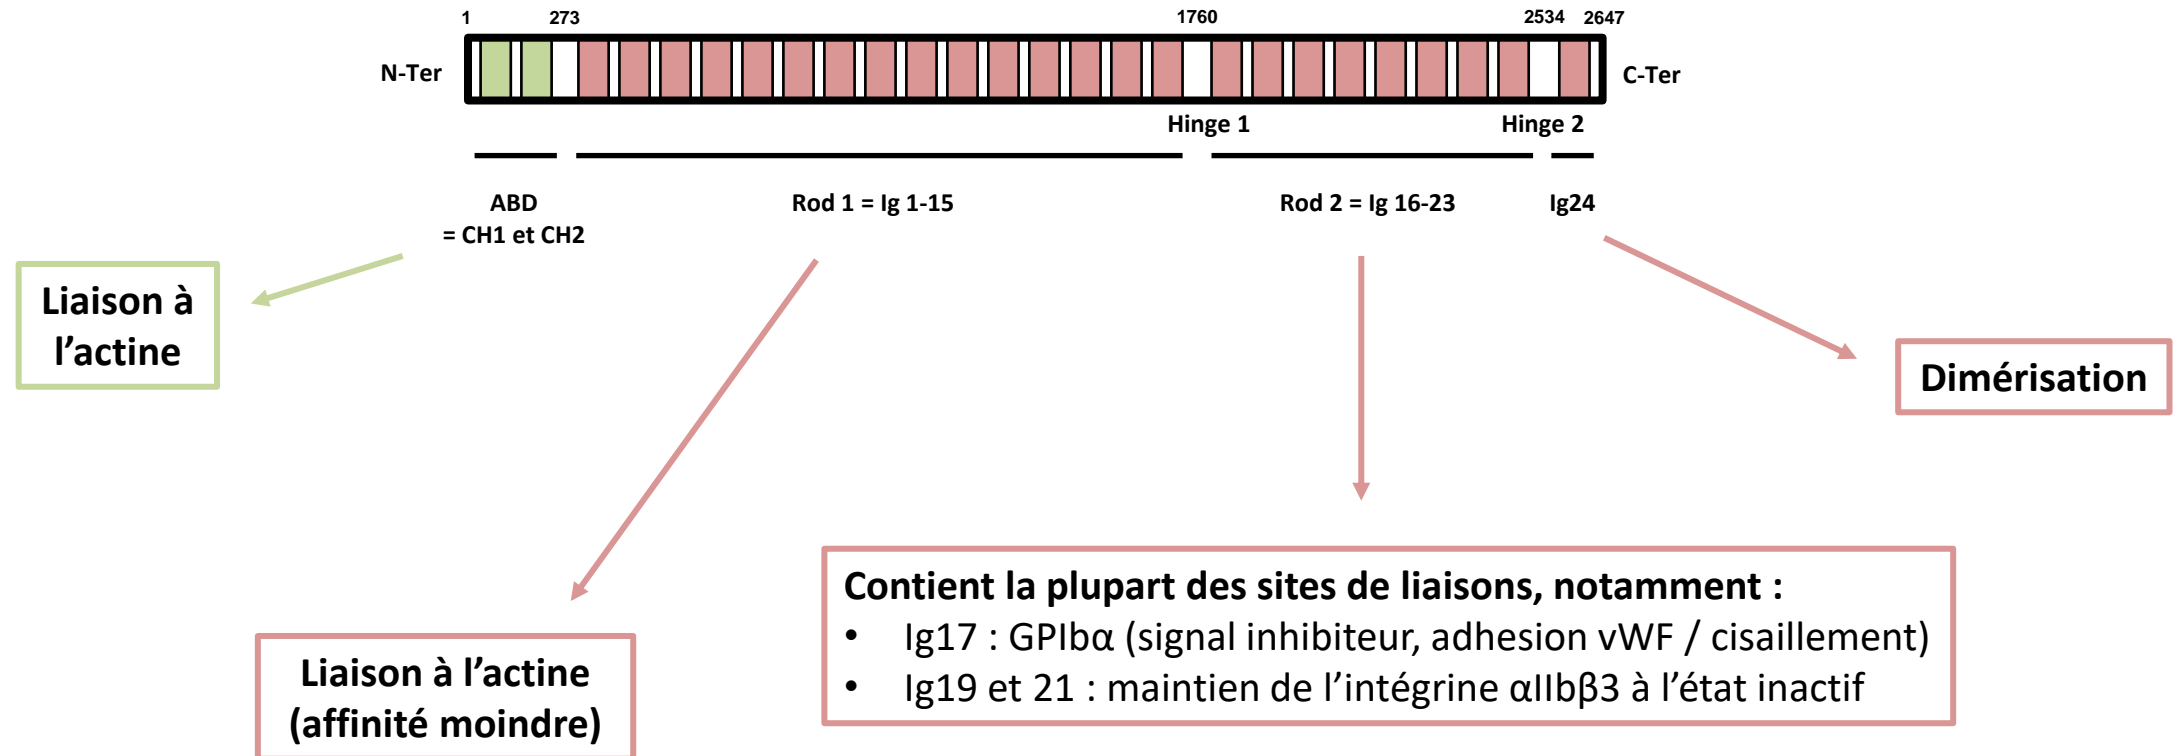 1 273 1760 2534 2647
N-Ter
C-Ter
Hinge 1 Hinge 2
ABD
= CH1 et CH2
Rod 1 = Ig 1-15
Rod 2 = Ig 16-23
Ig24
Liaison à
l’actine
Dimérisation
Liaison à l’actine
(affinité moindre)
Contient la plupart des sites de liaisons, notamment :
• Ig17 : GPIbα (signal inhibiteur, adhesion vWF / cisaillement)
• Ig19 et 21 : maintien de l’intégrine αIIbβ3 à l’état inactif